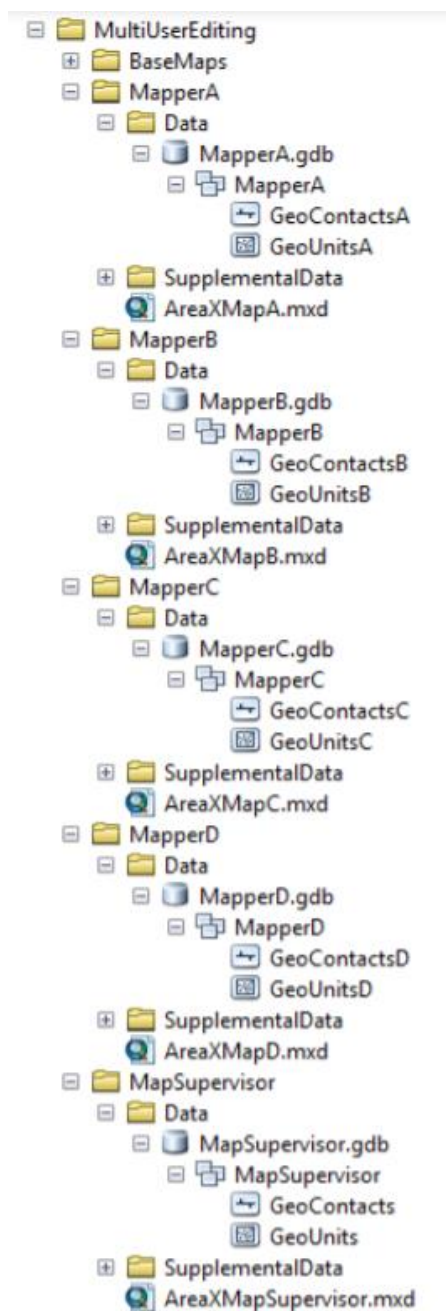 MultiUserEditing
BaseMaps
MapperA
Data
MapperA.gdb
MapperA
GeoContactsA
GeoUnitsA
SupplementalData
AreaXMapA.mxd
MapperB
Data
MapperB.gdb
MapperB
GeoContactsB
GeoUnitsB
SupplementalData
AreaXMapB.mxd
MapperC
Data
MapperC.gdb
MapperC
GeoContactsC
GeoUnitsC
SupplementalData
AreaXMapC.mxd
MapperD
Data
MapperD.gdb
MapperD
GeoContactsD
GeoUnitsD
SupplementalData
AreaXMapD.mxd
MapSupervisor
Data
MapSupervisor.gdb
MapSupervisor
GeoContacts
GeoUnits
SupplementalData
AreaXMapSupervisor.mxd